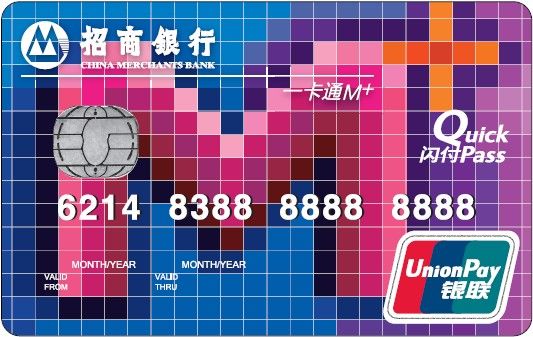 招商銀行
CHINA MERCHANTS BANK
一卡通M+
Quick
闪付Pass
6214 8388 8888 8888
MONTH/YEAR MONTH/YEAR
VALID FROM VALID THRU
UnionPay
银联